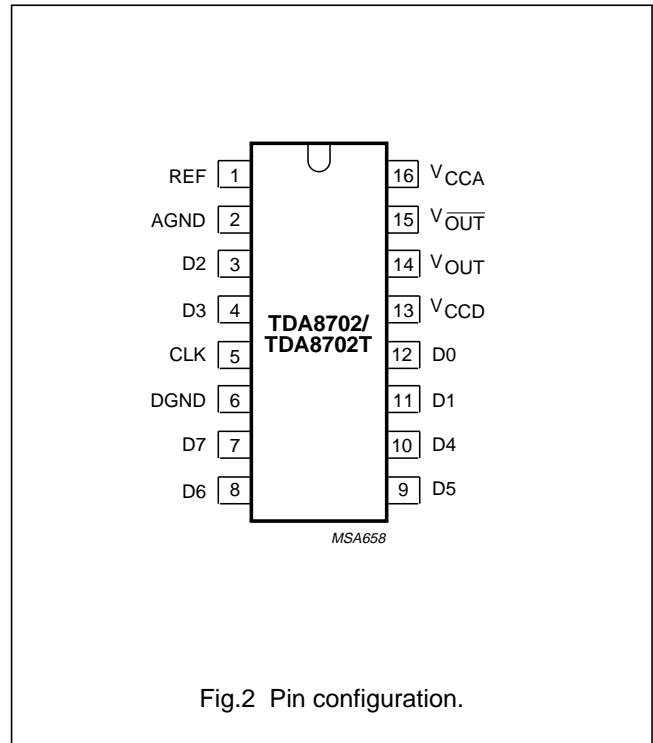 REF 1 16 VCCA
AGND 2 15 V\overline{OUT}
D2 3 14 VOUT
D3 4 13 VCCD
TDA8702/
TDA8702T
CLK 5 12 D0
DGND 6 11 D1
D7 7 10 D4
D6 8 9 D5
MSA658
Fig.2 Pin configuration.